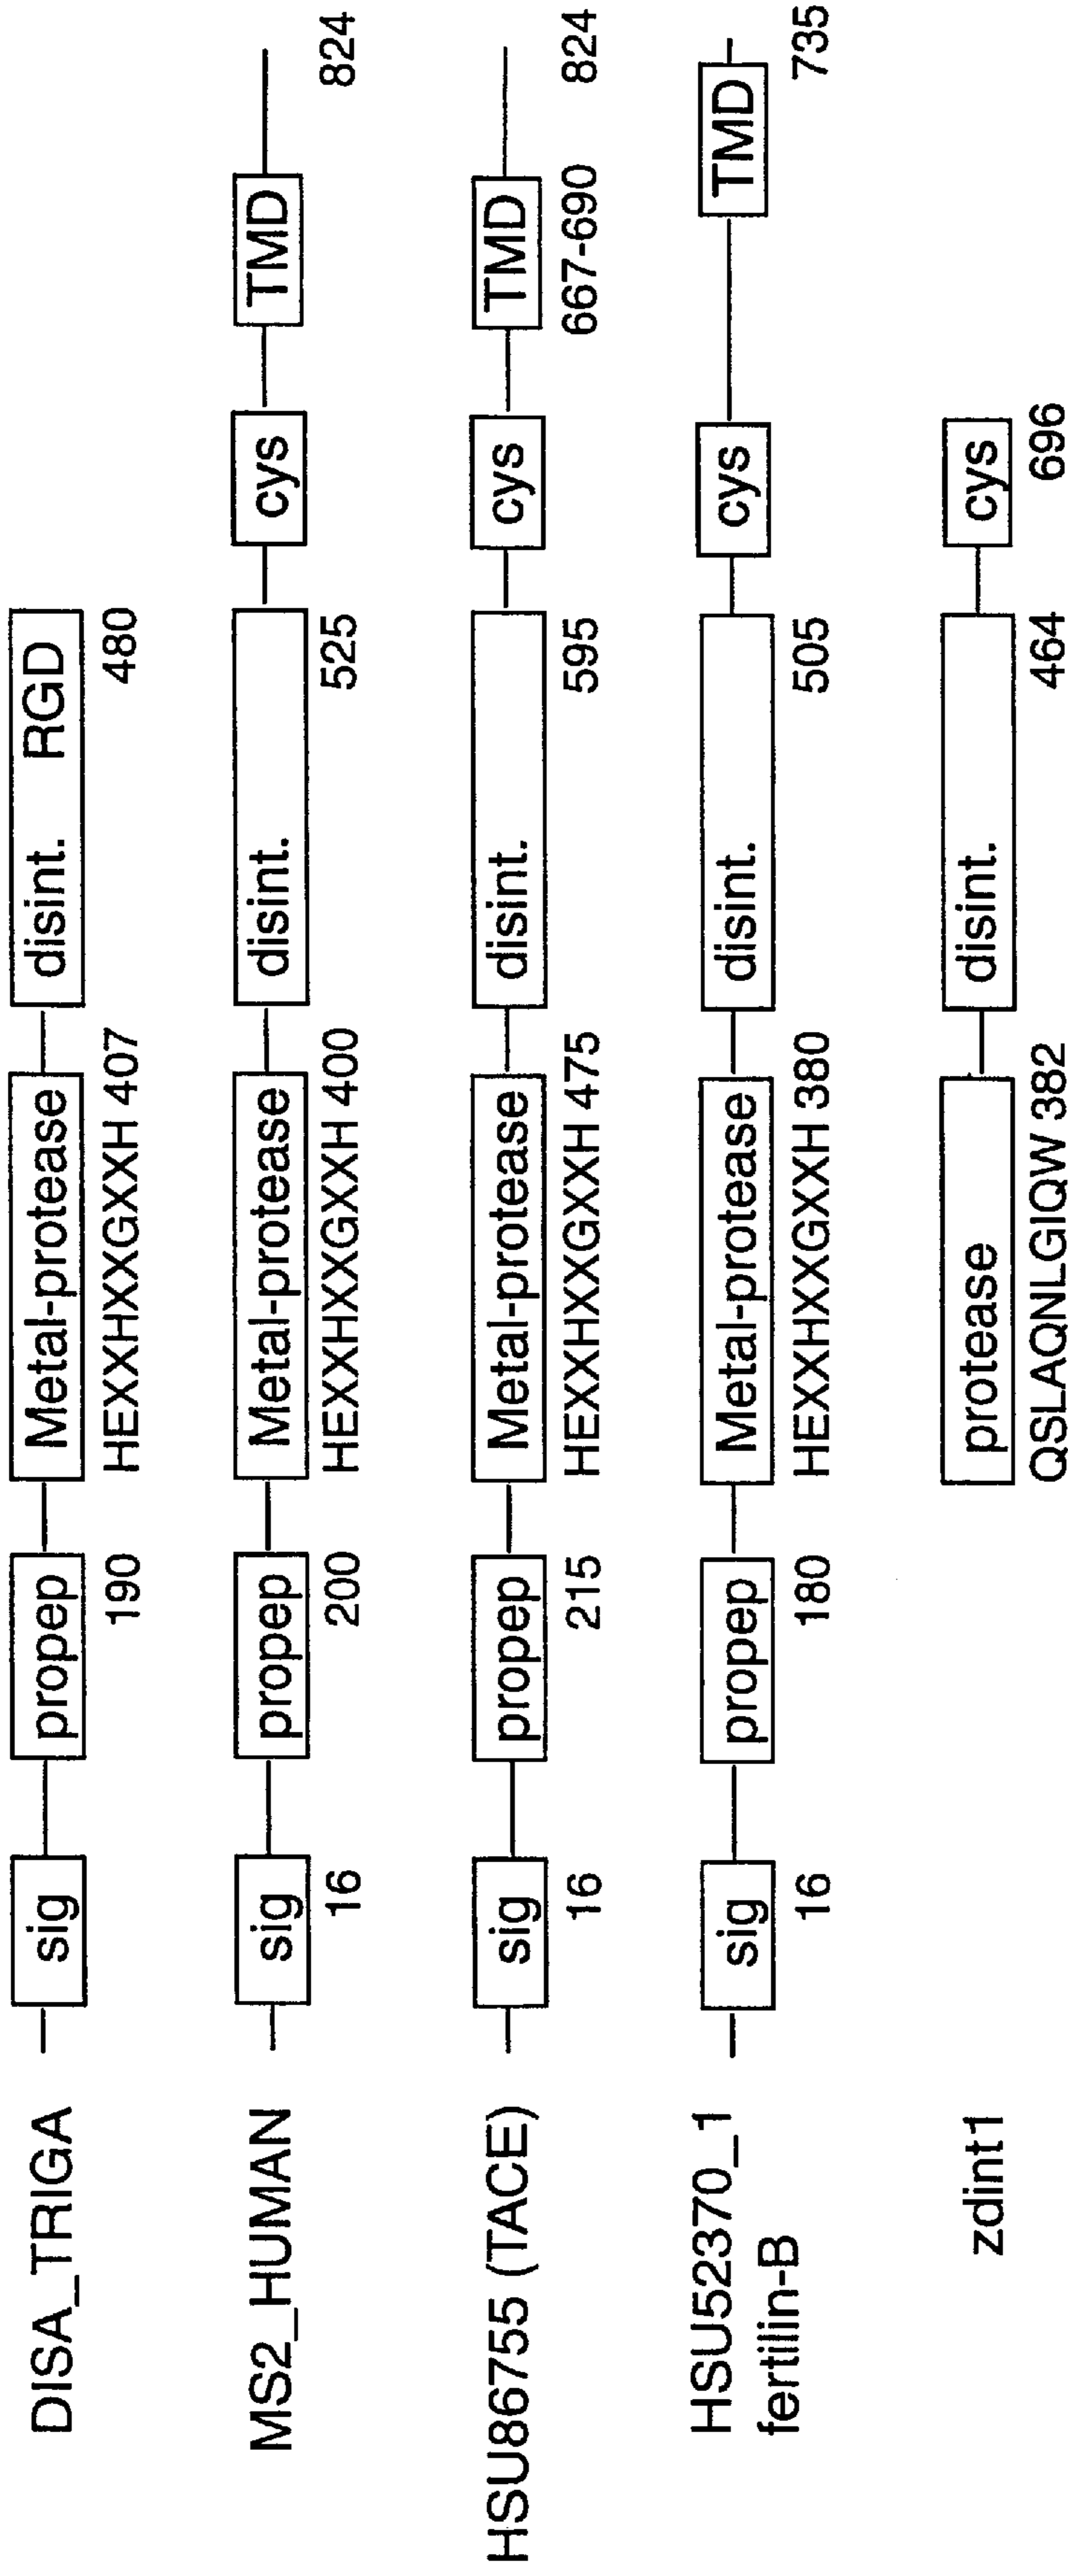 DISA_TRIGA sig propep Metal-protease disint. RGD
190 HEXXHXXGXXH 407 480
MS2_HUMAN sig propep Metal-protease disint. cys TMD
16 200 HEXXHXXGXXH 400 525 824
HSU86755 (TACE) sig propep Metal-protease disint. cys TMD
16 215 HEXXHXXGXXH 475 595 667-690 824
HSU52370_1 sig propep Metal-protease disint. cys TMD
fertilin-B 16 180 HEXXHXXGXXH 380 505 735
zdint1 protease disint. cys
QSLAQNLGIQW 382 464 696